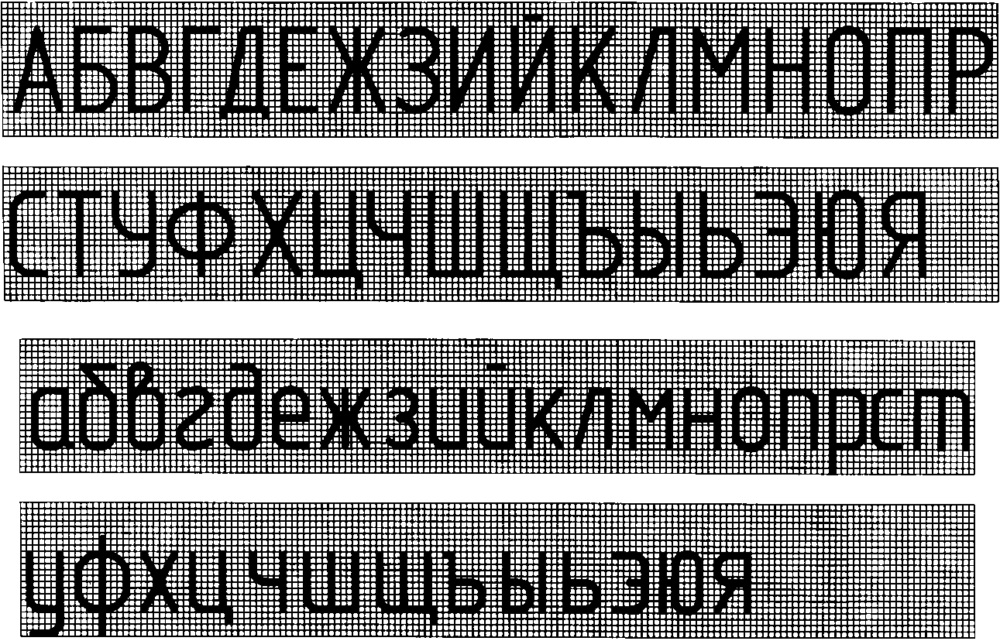 АБВГДЕЖЗИЙКЛМНОПР
СТУФХЦЧШЩЪЫЬЭЮЯ
абвгдежзийклмнопрст
уфхцчшщъыьэюя